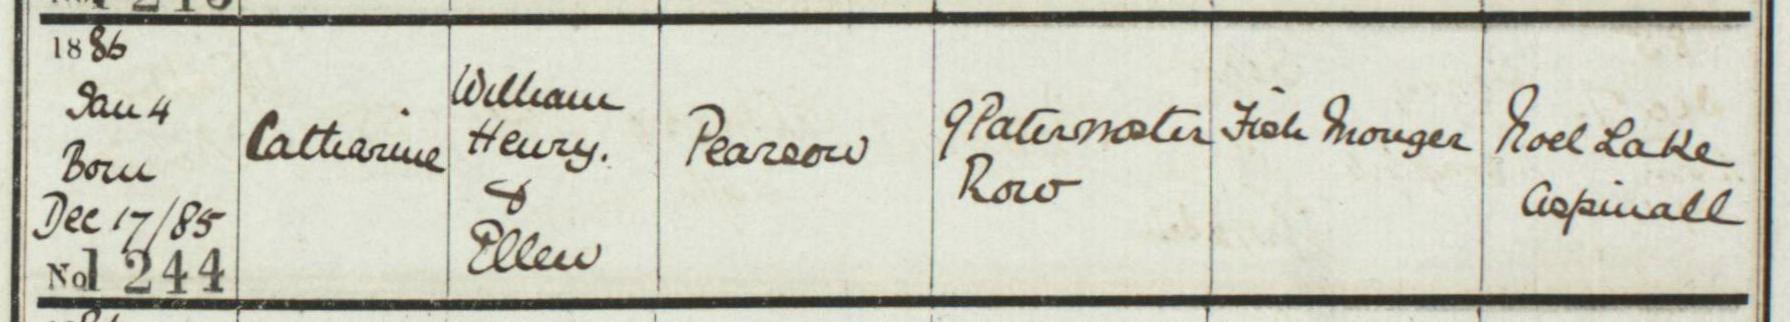 1886
Jan 4
Born
Dec 17/85
No 1244
Catharine
William
Henry.
&
Ellen
Pearson
9 Paternoster
Row
Fish Monger
Noel Lake
Aspinall